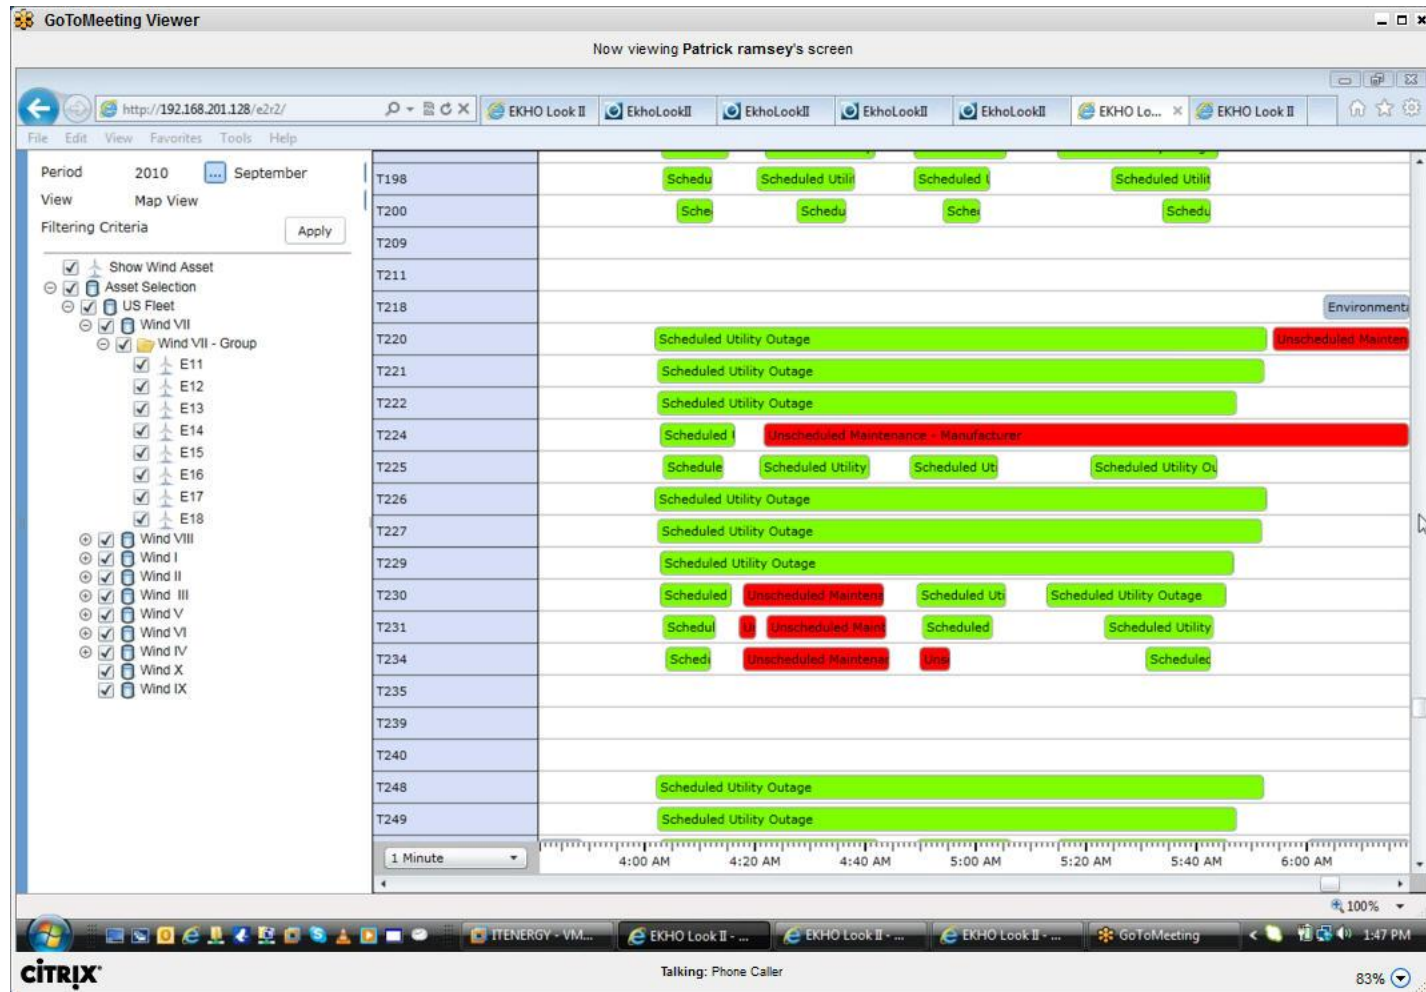 GoToMeeting Viewer
Now viewing Patrick ramsey's screen
http://192.168.201.128/e2r2/
EKHO Look II
EkhoLookII
EkhoLookII
EkhoLookII
EkhoLookII
EKHO Lo...
EKHO Look II
File Edit View Favorites Tools Help
Period 2010 ... September
View Map View
Filtering Criteria Apply
Show Wind Asset
Asset Selection
US Fleet
Wind VII
Wind VII - Group
E11
E12
E13
E14
E15
E16
E17
E18
Wind VIII
Wind I
Wind II
Wind III
Wind V
Wind VI
Wind IV
Wind X
Wind IX
T198 Schedu Scheduled Utilit Scheduled U Scheduled Utilit
T200 Sche Schedu Sche Schedu
T209
T211
T218 Environmenta
T220 Scheduled Utility Outage Unscheduled Mainten
T221 Scheduled Utility Outage
T222 Scheduled Utility Outage
T224 Scheduled Unscheduled Maintenance - Manufacturer
T225 Schedule Scheduled Utility Scheduled Uti Scheduled Utility Ou
T226 Scheduled Utility Outage
T227 Scheduled Utility Outage
T229 Scheduled Utility Outage
T230 Scheduled Unscheduled Maintena Scheduled Uti Scheduled Utility Outage
T231 Schedul U Unscheduled Maint Scheduled Scheduled Utility
T234 Schedu Unscheduled Maintenan Uns Scheduled
T235
T239
T240
T248 Scheduled Utility Outage
T249 Scheduled Utility Outage
1 Minute 4:00 AM 4:20 AM 4:40 AM 5:00 AM 5:20 AM 5:40 AM 6:00 AM
100%
ITENERGY - VM... EKHO Look II - ... EKHO Look II - ... EKHO Look II - ... GoToMeeting 1:47 PM
CITRIX
Talking: Phone Caller
83%